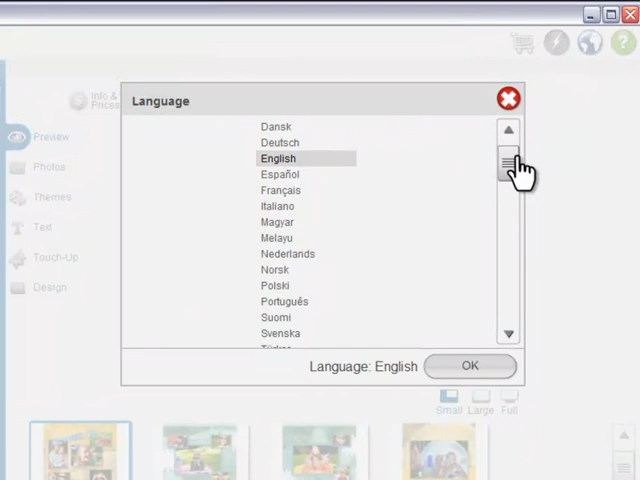 Info &
Prices
Language
Preview
Photos
Themes
Text
Touch-Up
Design
Dansk
Deutsch
English
Español
Français
Italiano
Magyar
Melayu
Nederlands
Norsk
Polski
Português
Suomi
Svenska
Language: English
OK
Small Large Full